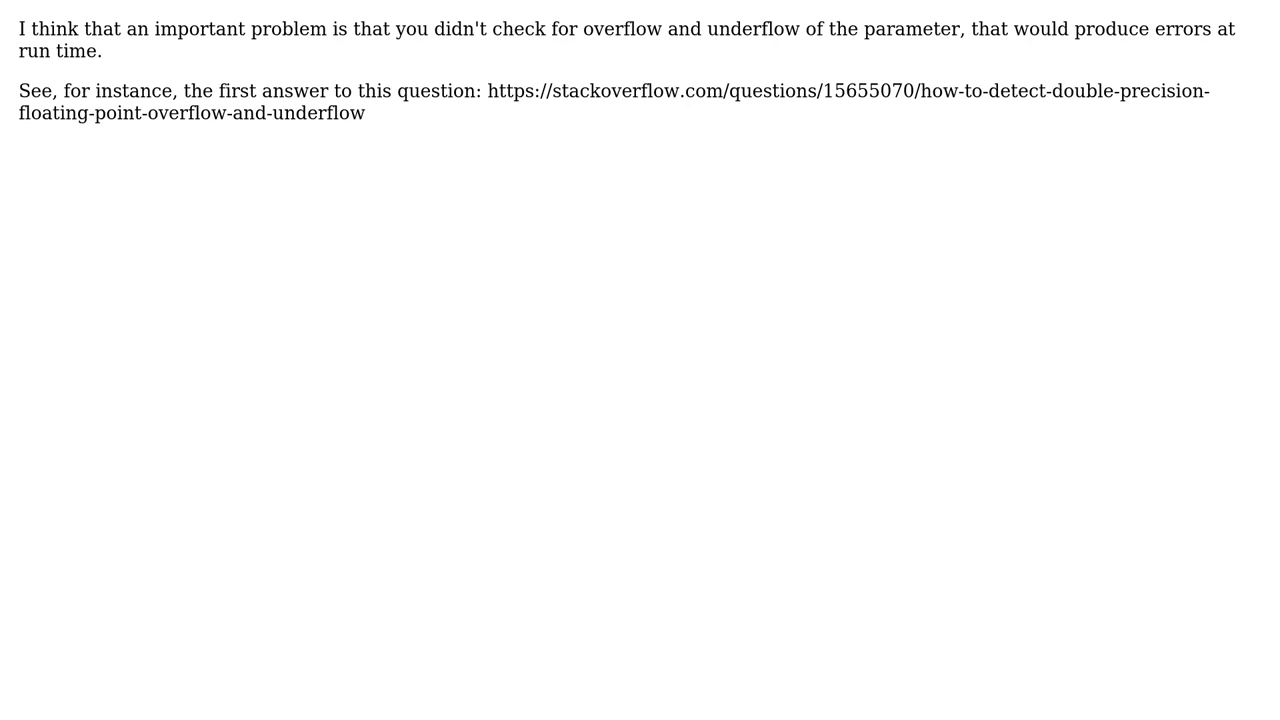 I think that an important problem is that you didn't check for overflow and underflow of the parameter, that would produce errors at
run time.
See, for instance, the first answer to this question: https://stackoverflow.com/questions/15655070/how-to-detect-double-precision-
floating-point-overflow-and-underflow